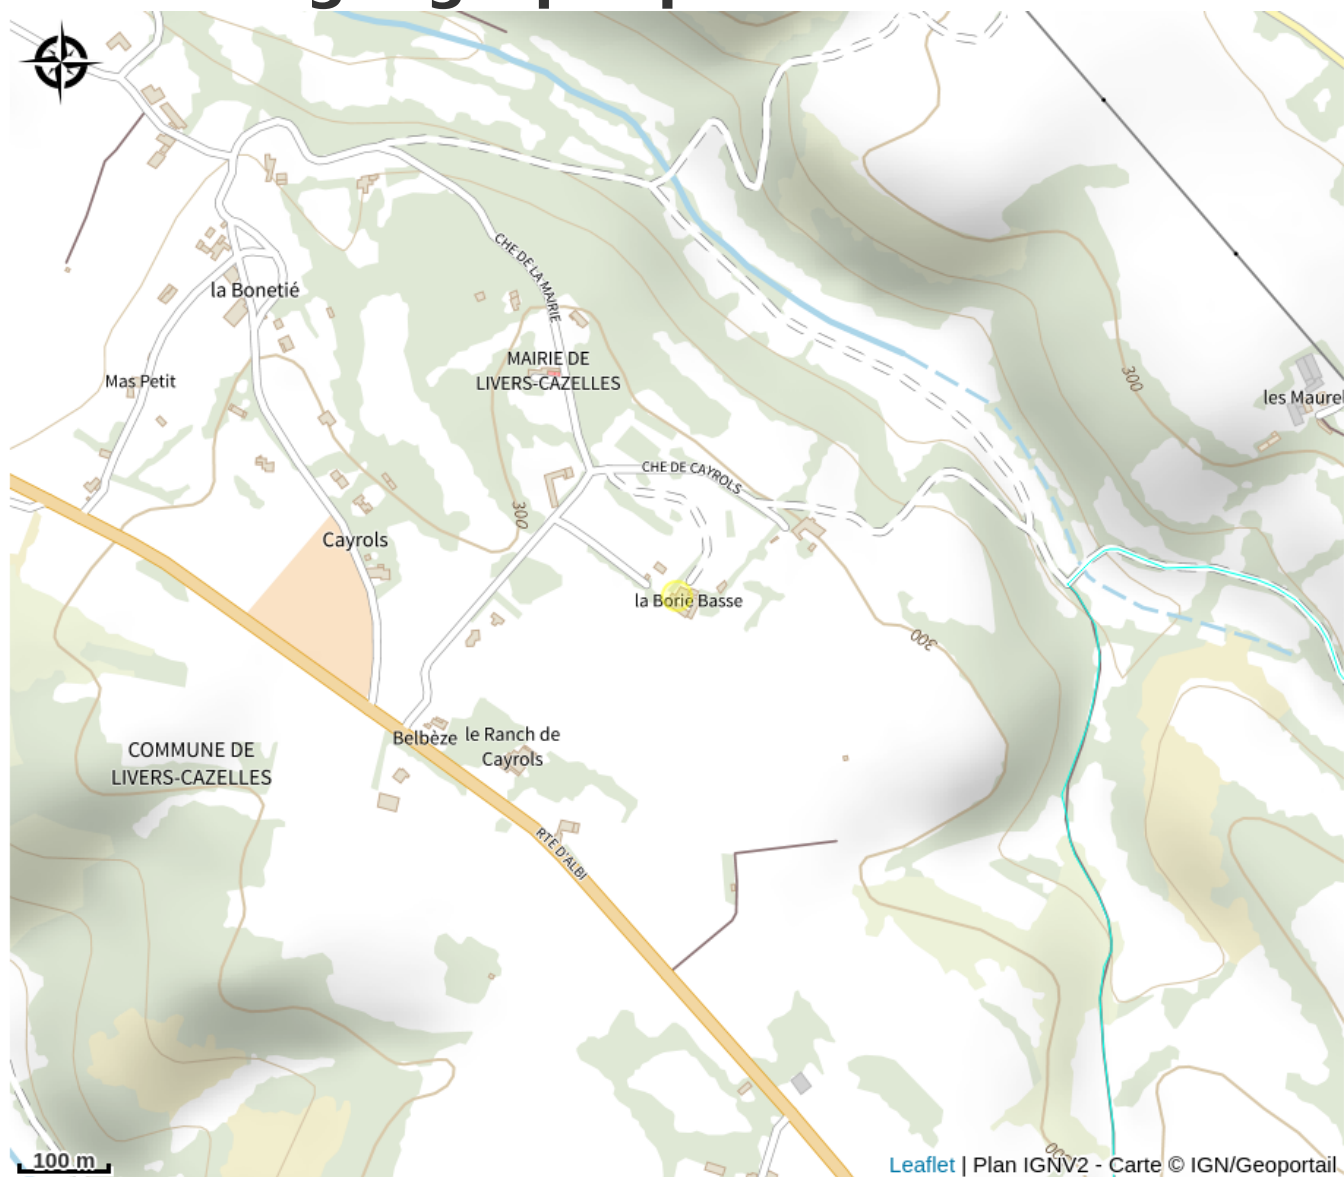 CHE DE LA MAIRIE
la Bonetié
MAIRIE DE
LIVERS-CAZELLES
Mas Petit
300
les Maurel
CHE DE CAYROLS
300
Cayrols
la Borie Basse
300
Belbèze
le Ranch de
Cayrols
COMMUNE DE
LIVERS-CAZELLES
RTE D'ALBI
100 m
Leaflet | Plan IGNV2 - Carte © IGN/Geoportail